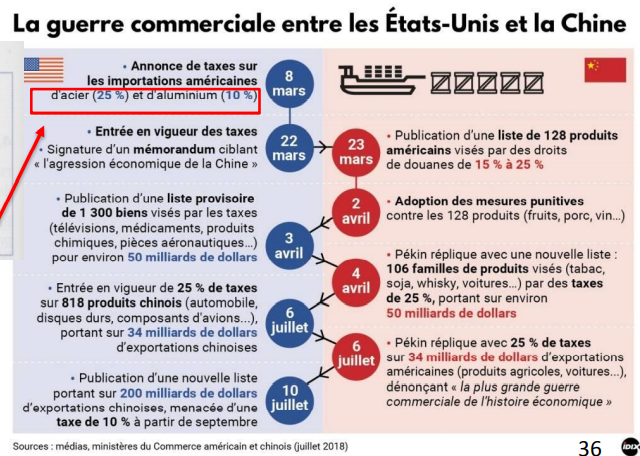 La guerre commerciale entre les États-Unis et la Chine
• Annonce de taxes sur
les importations américaines
d'acier (25 %) et d'aluminium (10 %)
8
mars
• Entrée en vigueur des taxes
• Signature d'un mémorandum ciblant
« l'agression économique de la Chine »
22
mars
23
mars
• Publication d'une liste de 128 produits
américains visés par des droits
de douanes de 15 % à 25 %
2
avril
• Adoption des mesures punitives
contre les 128 produits (fruits, porc, vin...)
• Publication d'une liste provisoire
de 1 300 biens visés par les taxes
(télévisions, médicaments, produits
chimiques, pièces aéronautiques...)
pour environ 50 milliards de dollars
3
avril
4
avril
• Pékin réplique avec une nouvelle liste :
106 familles de produits visés (tabac,
soja, whisky, voitures...) par des taxes
de 25 %, portant sur environ
50 milliards de dollars
• Entrée en vigueur de 25 % de taxes
sur 818 produits chinois (automobile,
disques durs, composants d'avions...),
portant sur 34 milliards de dollars
d'exportations chinoises
6
juillet
6
juillet
• Pékin réplique avec 25 % de taxes
sur 34 milliards de dollars d'exportations
américaines (produits agricoles, voitures...),
dénonçant « la plus grande guerre
commerciale de l'histoire économique »
• Publication d'une nouvelle liste
portant sur 200 milliards de dollars
d'exportations chinoises, menacée d'une
taxe de 10 % à partir de septembre
10
juillet
Sources : médias, ministères du Commerce américain et chinois (juillet 2018)
36
IDIX